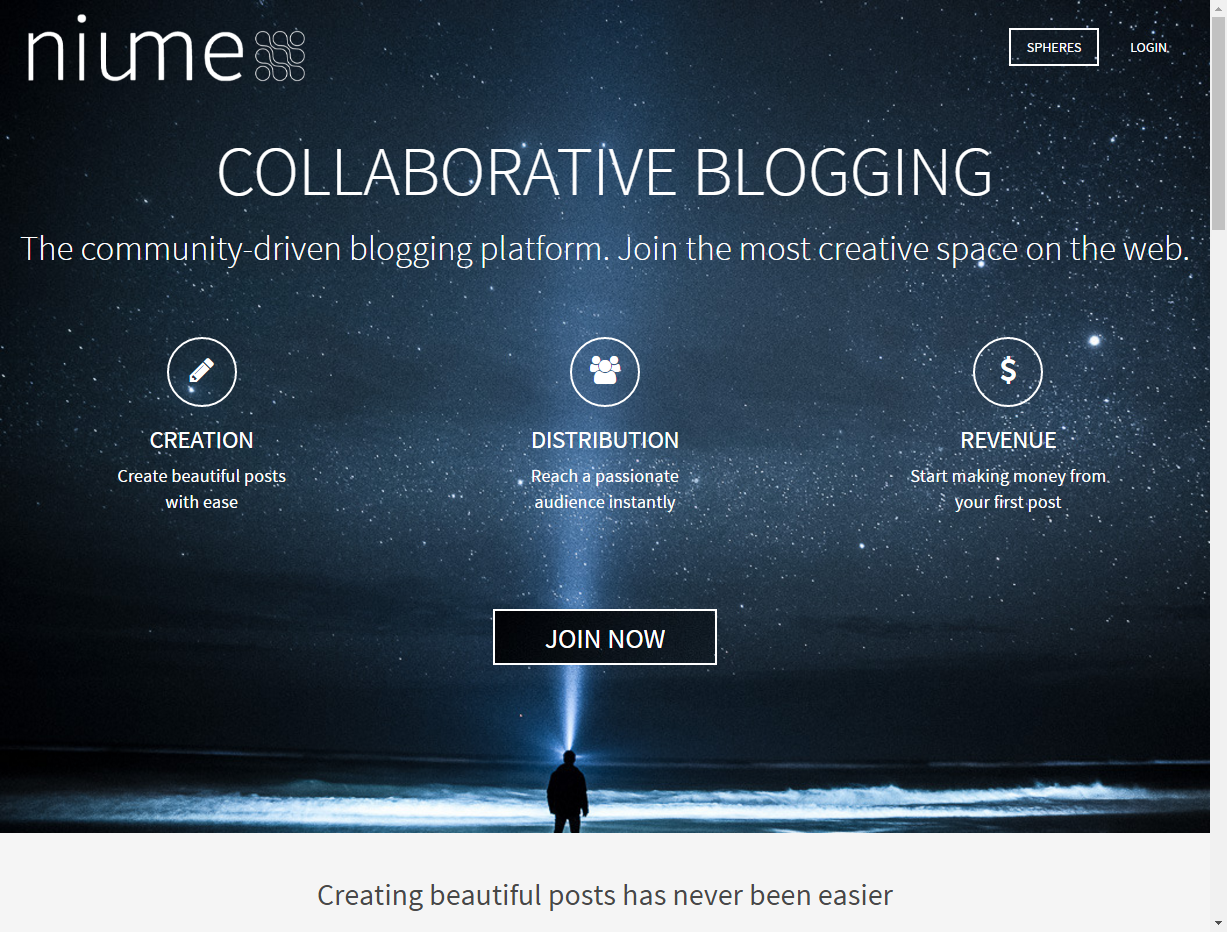 niume
SPHERES
LOGIN
COLLABORATIVE BLOGGING
The community-driven blogging platform. Join the most creative space on the web.
CREATION
Create beautiful posts
with ease
DISTRIBUTION
Reach a passionate
audience instantly
REVENUE
Start making money from
your first post
JOIN NOW
Creating beautiful posts has never been easier